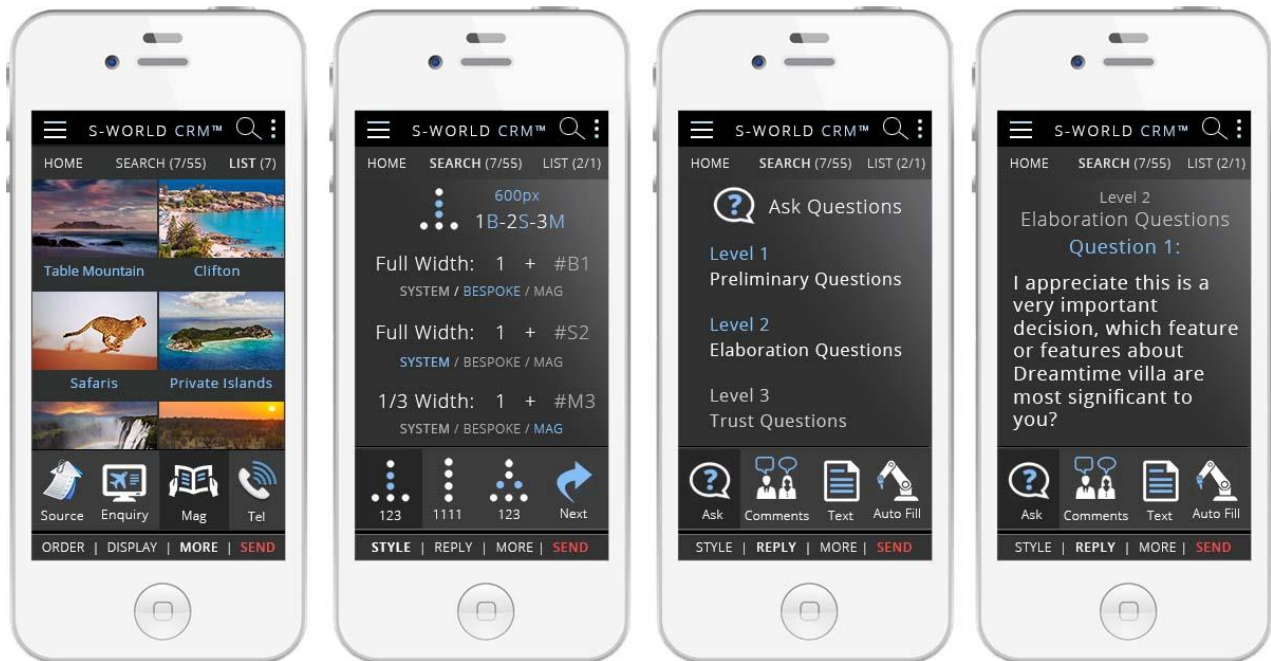 S-WORLD CRM™
HOME SEARCH (7/55) LIST (7)
Table Mountain Clifton
Safaris Private Islands
Source Enquiry Mag Tel
ORDER | DISPLAY | MORE | SEND
S-WORLD CRM™
HOME SEARCH (7/55) LIST (2/1)
600px
1B-2S-3M
Full Width: 1 + #B1
SYSTEM / BESPOKE / MAG
Full Width: 1 + #S2
SYSTEM / BESPOKE / MAG
1/3 Width: 1 + #M3
SYSTEM / BESPOKE / MAG
123 1111 123 Next
STYLE | REPLY | MORE | SEND
S-WORLD CRM™
HOME SEARCH (7/55) LIST (2/1)
? Ask Questions
Level 1
Preliminary Questions
Level 2
Elaboration Questions
Level 3
Trust Questions
? Ask Comments Text Auto Fill
STYLE | REPLY | MORE | SEND
S-WORLD CRM™
HOME SEARCH (7/55) LIST (2/1)
Level 2
Elaboration Questions
Question 1:
I appreciate this is a
very important
decision, which feature
or features about
Dreamtime villa are
most significant to
you?
? Ask Comments Text Auto Fill
STYLE | REPLY | MORE | SEND